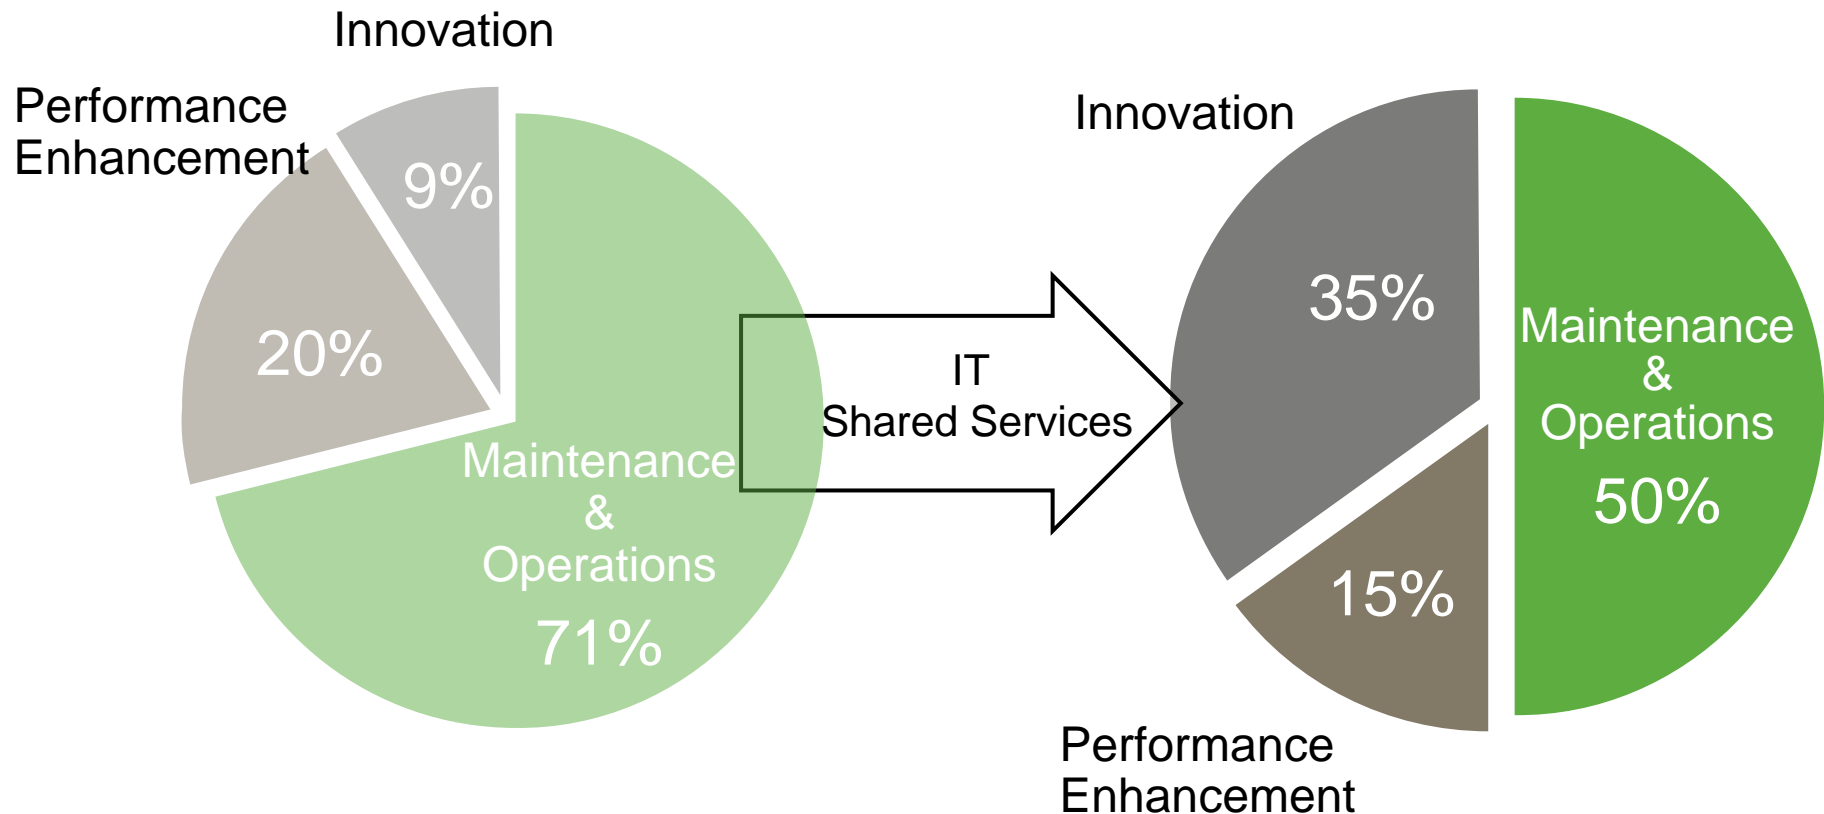 Innovation
Performance
Enhancement
9%
20%
Maintenance
&
Operations
71%
IT
Shared Services
Innovation
35%
Maintenance
&
Operations
50%
15%
Performance
Enhancement